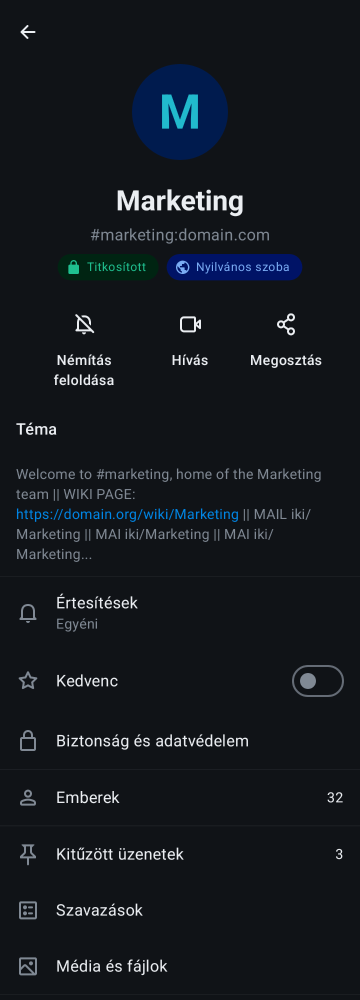 M
Marketing
#marketing:domain.com
Titkosított
Nyilvános szoba
Némítás
feloldása
Hívás
Megosztás
Téma
Welcome to #marketing, home of the Marketing
team || WIKI PAGE:
https://domain.org/wiki/Marketing || MAIL iki/
Marketing || MAI iki/Marketing || MAI iki/
Marketing...
Értesítések
Egyéni
Kedvenc
Biztonság és adatvédelem
Emberek 32
Kitűzött üzenetek 3
Szavazások
Média és fájlok